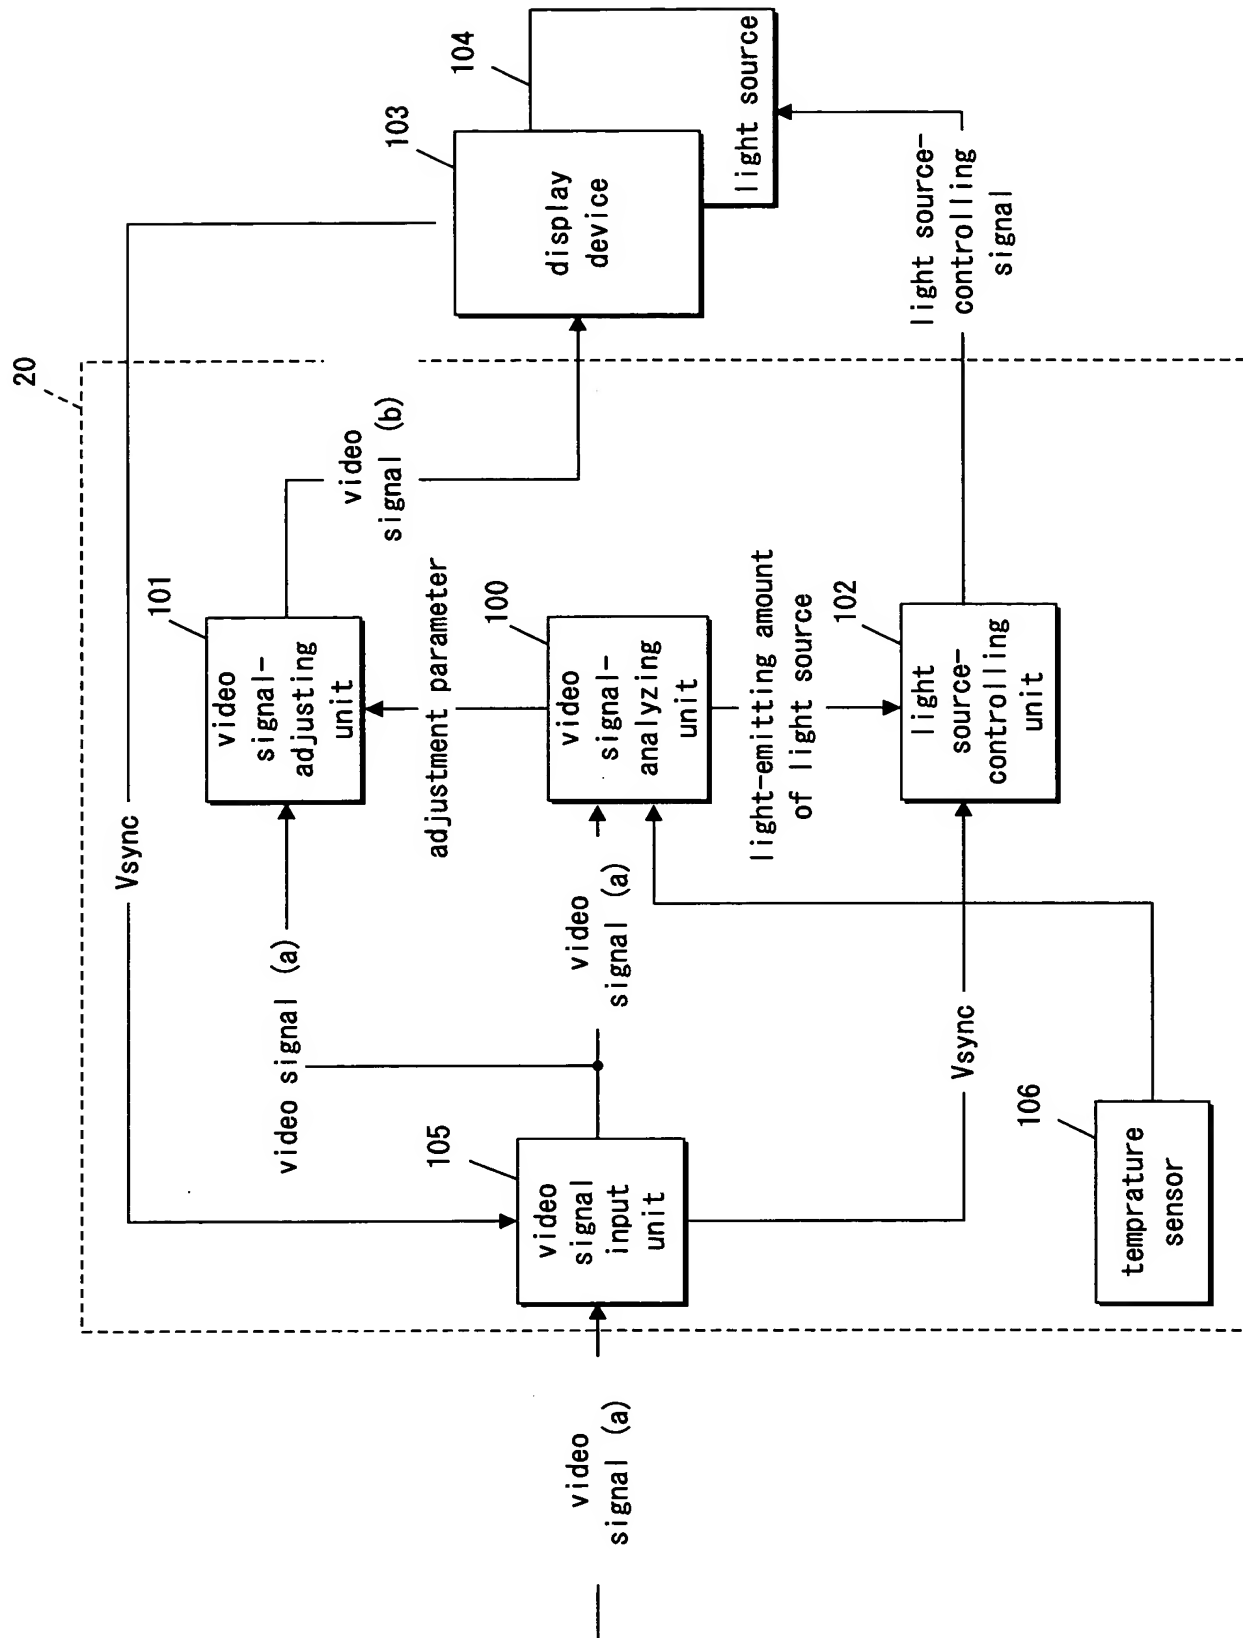 20
Vsync
104
103
display
device
light source
video signal (a)
101
video
signal-
adjusting
unit
video
signal (b)
adjustment parameter
105
video
signal
input
unit
video
signal (a)
video
signal (a)
100
video
signal-
analyzing
unit
light-emitting amount
of light source
Vsync
102
light
source-
controlling
unit
light source-
controlling
signal
106
temprature
sensor